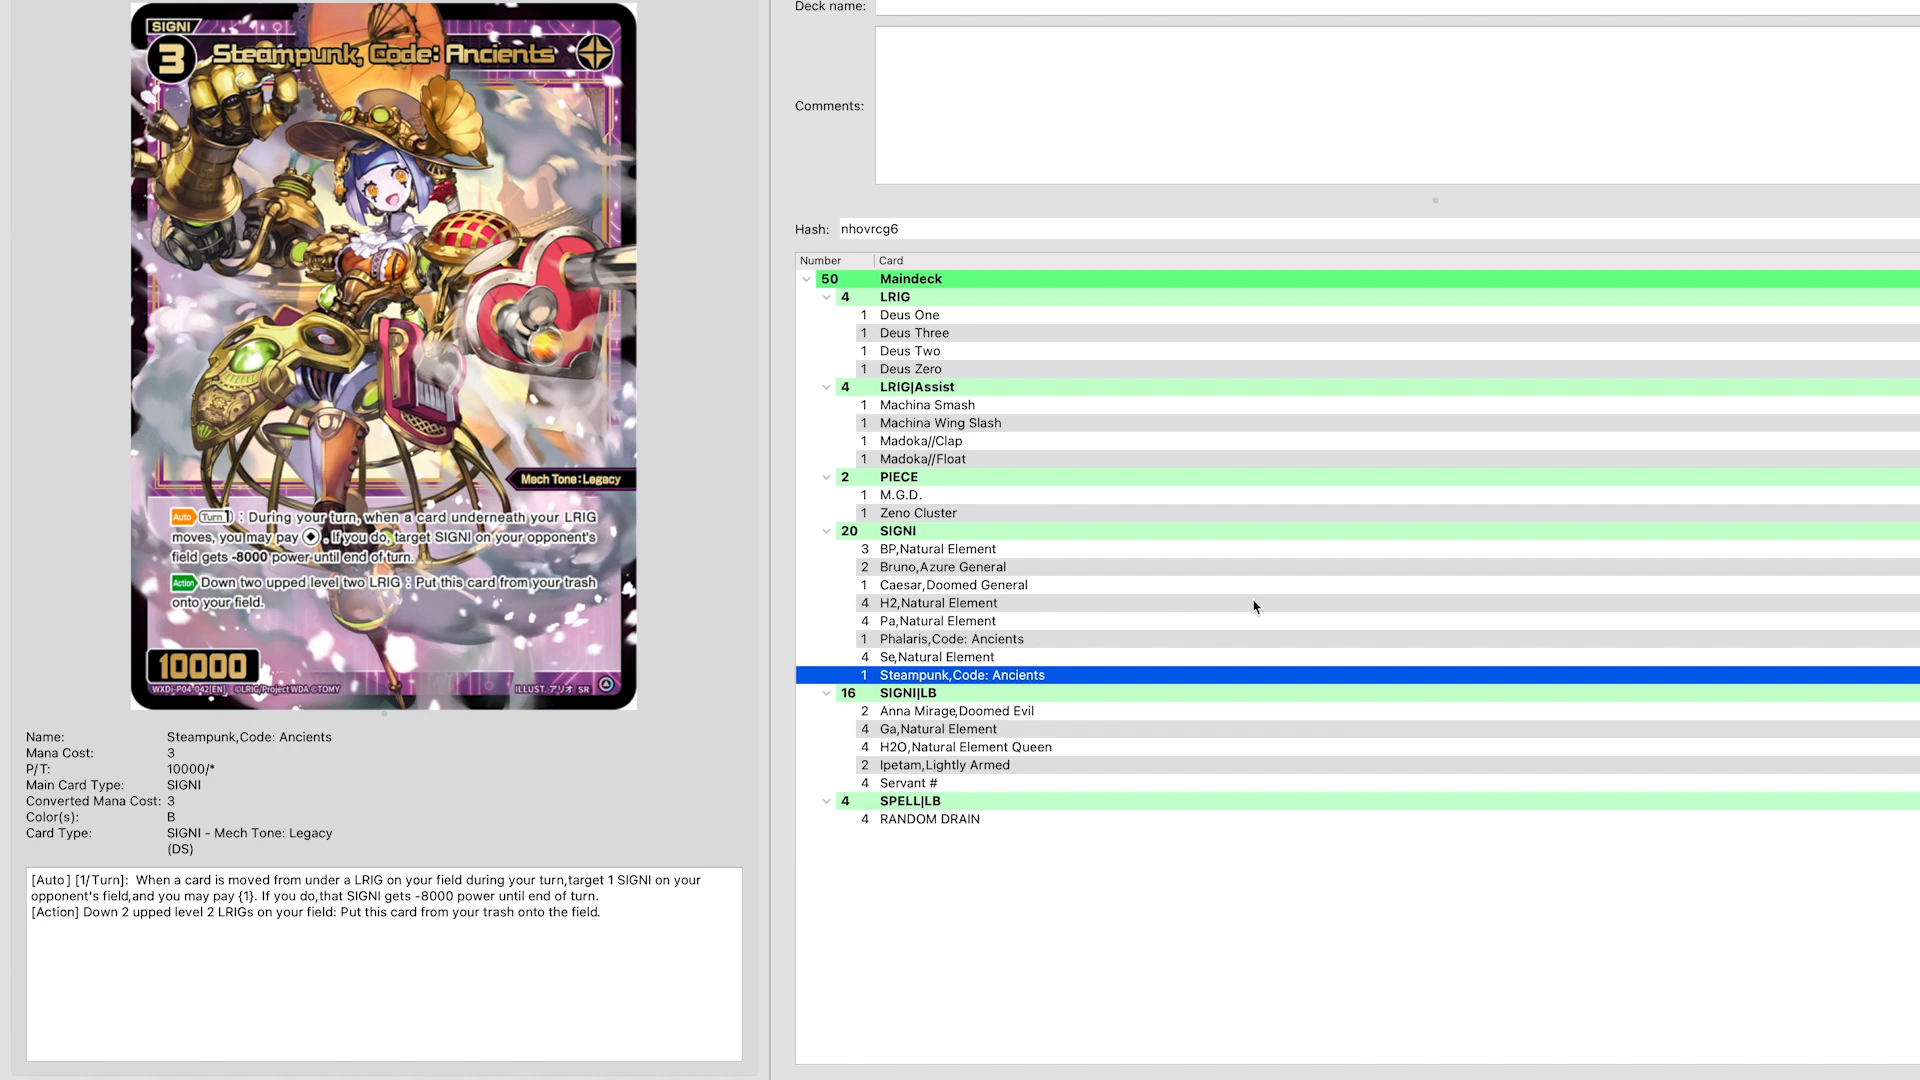 SIGNI
3 Steampunk, Code: Ancients
Mech Tone:Legacy
Auto Turn 1 : During your turn, when a card underneath your LRIG
moves, you may pay . If you do, target SIGNI on your opponent's
field gets -8000 power until end of turn.
Action Down two upped level two LRIG : Put this card from your trash
onto your field.
10000
WXDi-P04-042[EN] ©LRIG/Project WDA ©TOMY ILLUST. アリオ SR
Name: Steampunk,Code: Ancients
Mana Cost: 3
P/T: 10000/*
Main Card Type: SIGNI
Converted Mana Cost: 3
Color(s): B
Card Type: SIGNI - Mech Tone: Legacy
(DS)
[Auto] [1/Turn]: When a card is moved from under a LRIG on your field during your turn,target 1 SIGNI on your
opponent's field,and you may pay {1}. If you do,that SIGNI gets -8000 power until end of turn.
[Action] Down 2 upped level 2 LRIGs on your field: Put this card from your trash onto the field.
Deck name:
Comments:
Hash: nhovrcg6
Number Card
50 Maindeck
4 LRIG
1 Deus One
1 Deus Three
1 Deus Two
1 Deus Zero
4 LRIG|Assist
1 Machina Smash
1 Machina Wing Slash
1 Madoka//Clap
1 Madoka//Float
2 PIECE
1 M.G.D.
1 Zeno Cluster
20 SIGNI
3 BP,Natural Element
2 Bruno,Azure General
1 Caesar,Doomed General
4 H2,Natural Element
4 Pa,Natural Element
1 Phalaris,Code: Ancients
4 Se,Natural Element
1 Steampunk,Code: Ancients
16 SIGNI|LB
2 Anna Mirage,Doomed Evil
4 Ga,Natural Element
4 H2O,Natural Element Queen
2 Ipetam,Lightly Armed
4 Servant #
4 SPELL|LB
4 RANDOM DRAIN